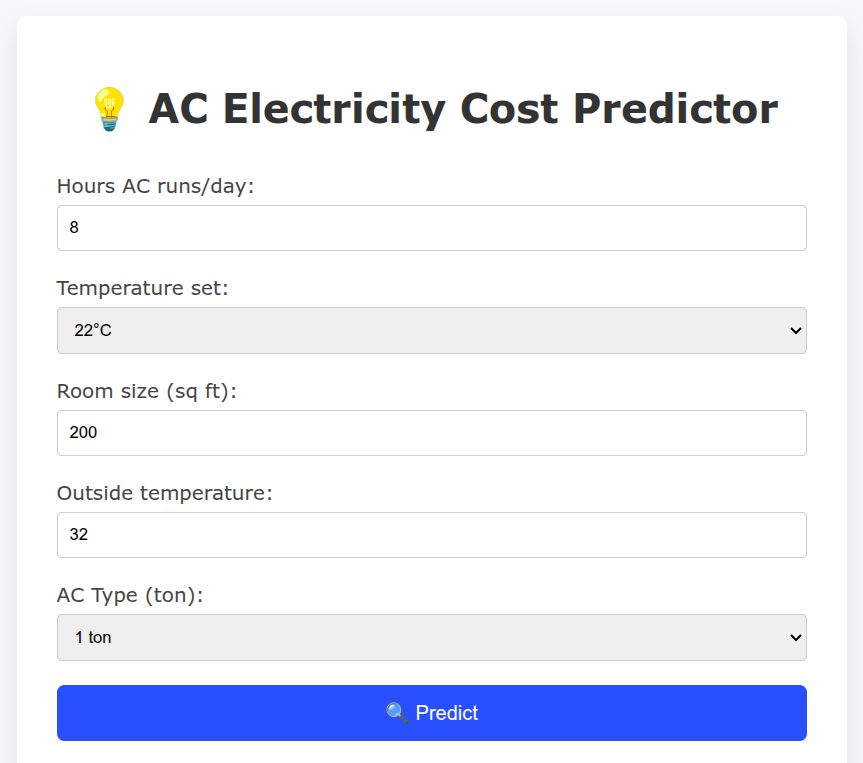 💡 AC Electricity Cost Predictor
Hours AC runs/day:
8
Temperature set:
22°C
Room size (sq ft):
200
Outside temperature:
32
AC Type (ton):
1 ton
🔍 Predict